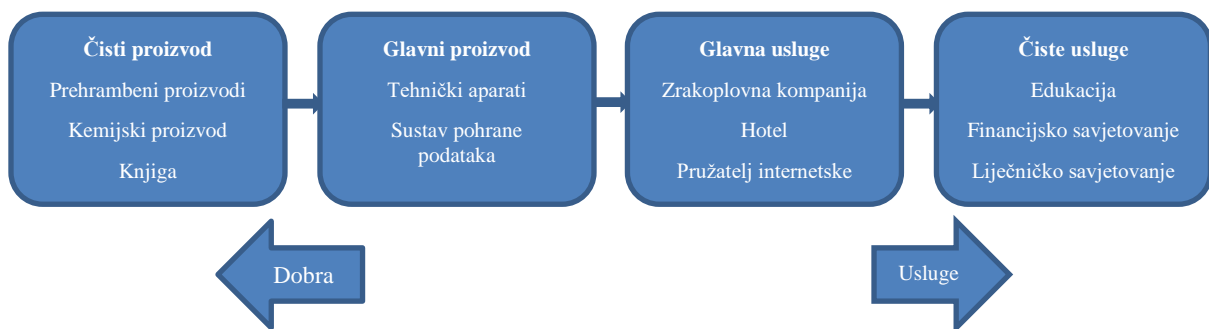 Čisti proizvod
Prehrambeni proizvodi
Kemijski proizvod
Knjiga
Glavni proizvod
Tehnički aparati
Sustav pohrane
podataka
Glavna usluge
Zrakoplovna kompanija
Hotel
Pružatelj internetske
Čiste usluge
Edukacija
Financijsko savjetovanje
Liječničko savjetovanje
Dobra
Usluge